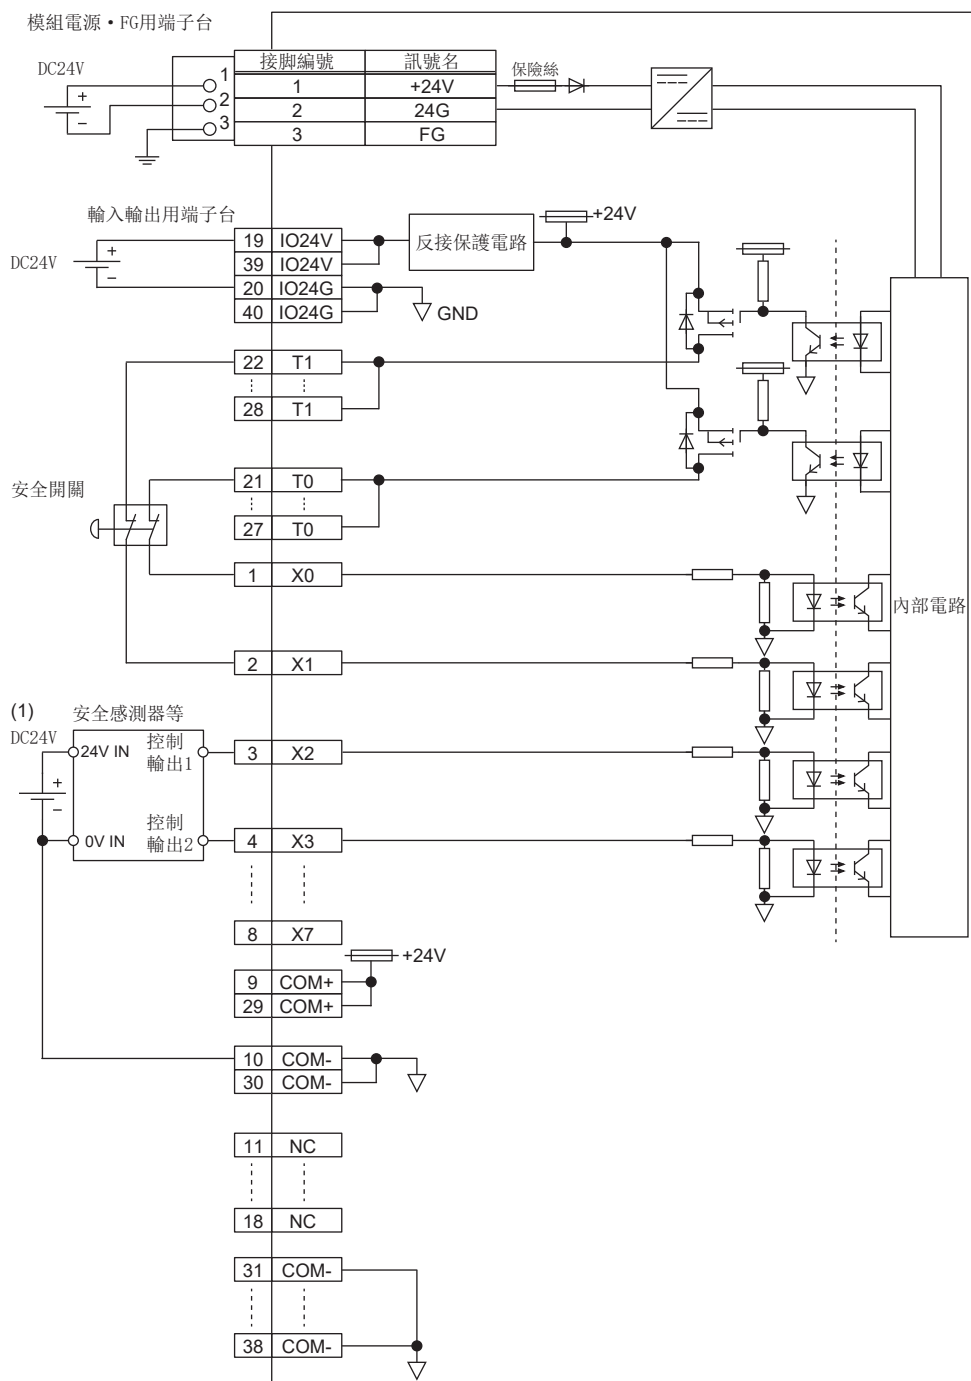 模組電源・FG用端子台
DC24V
+
−
1
2
3
接腳編號 訊號名
1 +24V
2 24G
3 FG
保險絲
輸入輸出用端子台
DC24V
+
−
19 IO24V
39 IO24V
20 IO24G
40 IO24G
反接保護電路
+24V
GND
22 T1
28 T1
安全開關
21 T0
27 T0
1 X0
2 X1
內部電路
(1)
DC24V
+
−
安全感測器等
24V IN
控制
輸出1
0V IN
控制
輸出2
3 X2
4 X3
8 X7
+24V
9 COM+
29 COM+
10 COM-
30 COM-
11 NC
18 NC
31 COM-
38 COM-